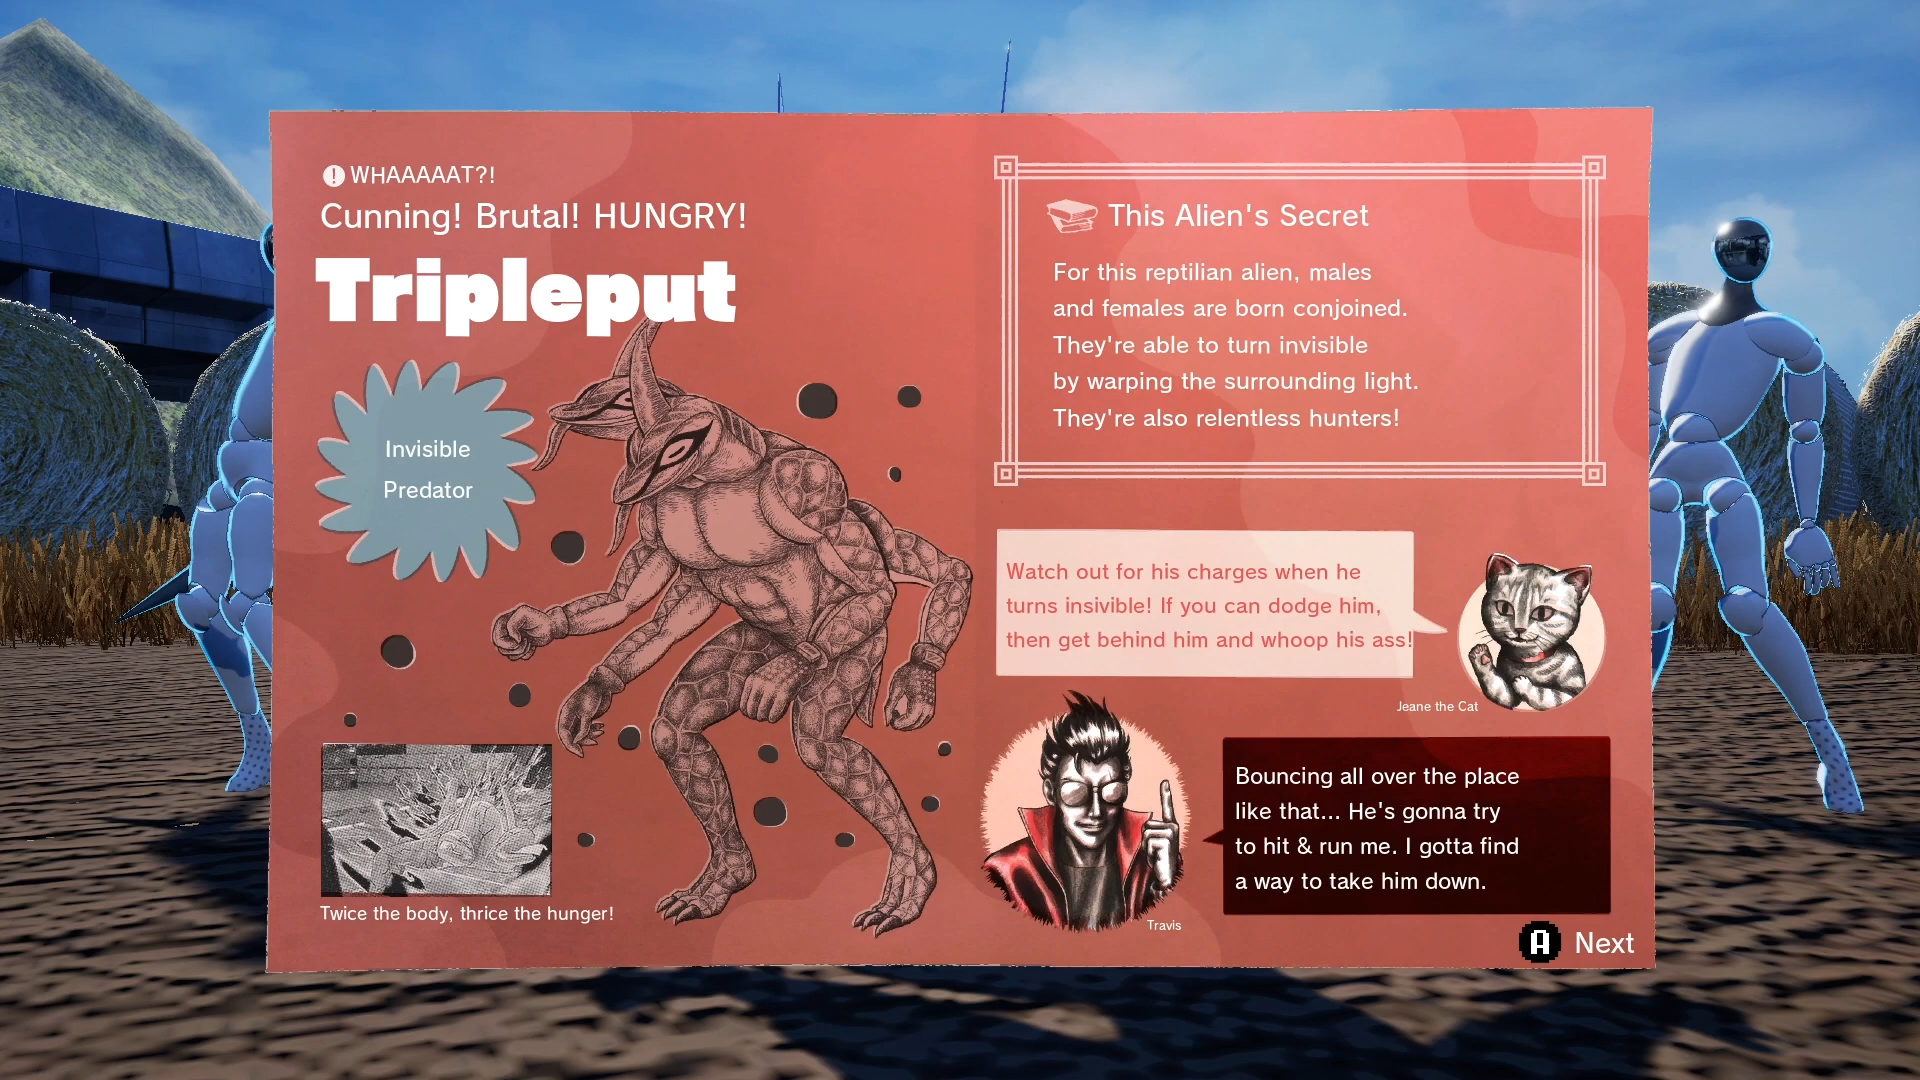 WHAAAAAT?!
Cunning! Brutal! HUNGRY!
Tripleput
Invisible
Predator
Twice the body, thrice the hunger!
This Alien's Secret
For this reptilian alien, males
and females are born conjoined.
They're able to turn invisible
by warping the surrounding light.
They're also relentless hunters!
Watch out for his charges when he
turns insivible! If you can dodge him,
then get behind him and whoop his ass!
Jeane the Cat
Bouncing all over the place
like that... He's gonna try
to hit & run me. I gotta find
a way to take him down.
Travis
A Next